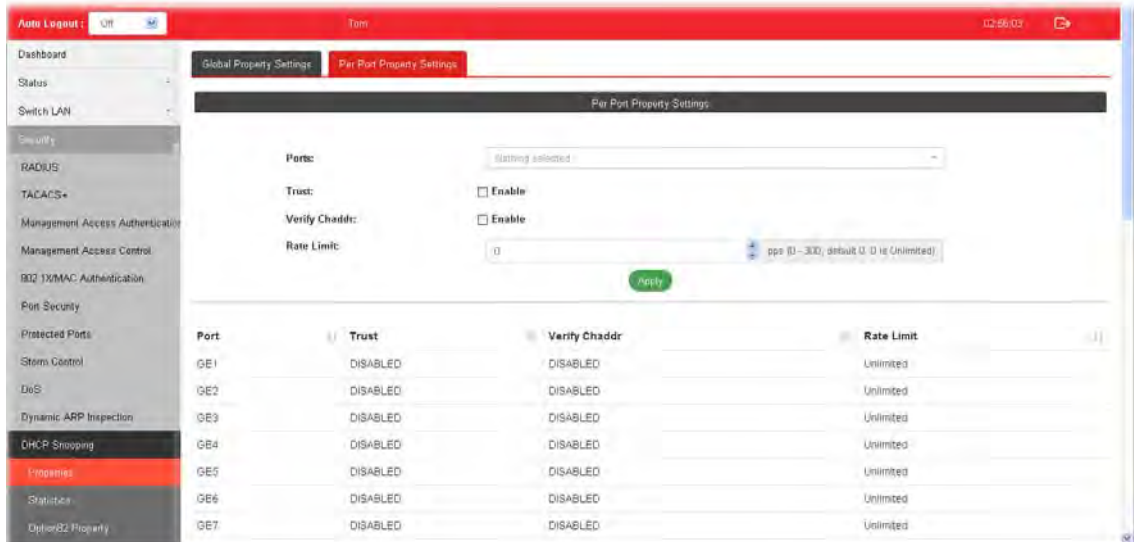 Auto Logout : Off
Tom
02:56:03
Dashboard
Status
Switch LAN
Security
RADIUS
TACACS+
Management Access Authentication
Management Access Control
802.1X/MAC Authentication
Port Security
Protected Ports
Storm Control
DoS
Dynamic ARP Inspection
DHCP Snooping
Properties
Statistics
Option82 Property
Global Property Settings
Per Port Property Settings
Per Port Property Settings
Ports: Nothing selected
Trust: Enable
Verify Chaddr: Enable
Rate Limit: 0 pps (0 - 300, default 0, 0 is Unlimited)
Apply
Port Trust Verify Chaddr Rate Limit
GE1 DISABLED DISABLED Unlimited
GE2 DISABLED DISABLED Unlimited
GE3 DISABLED DISABLED Unlimited
GE4 DISABLED DISABLED Unlimited
GE5 DISABLED DISABLED Unlimited
GE6 DISABLED DISABLED Unlimited
GE7 DISABLED DISABLED Unlimited